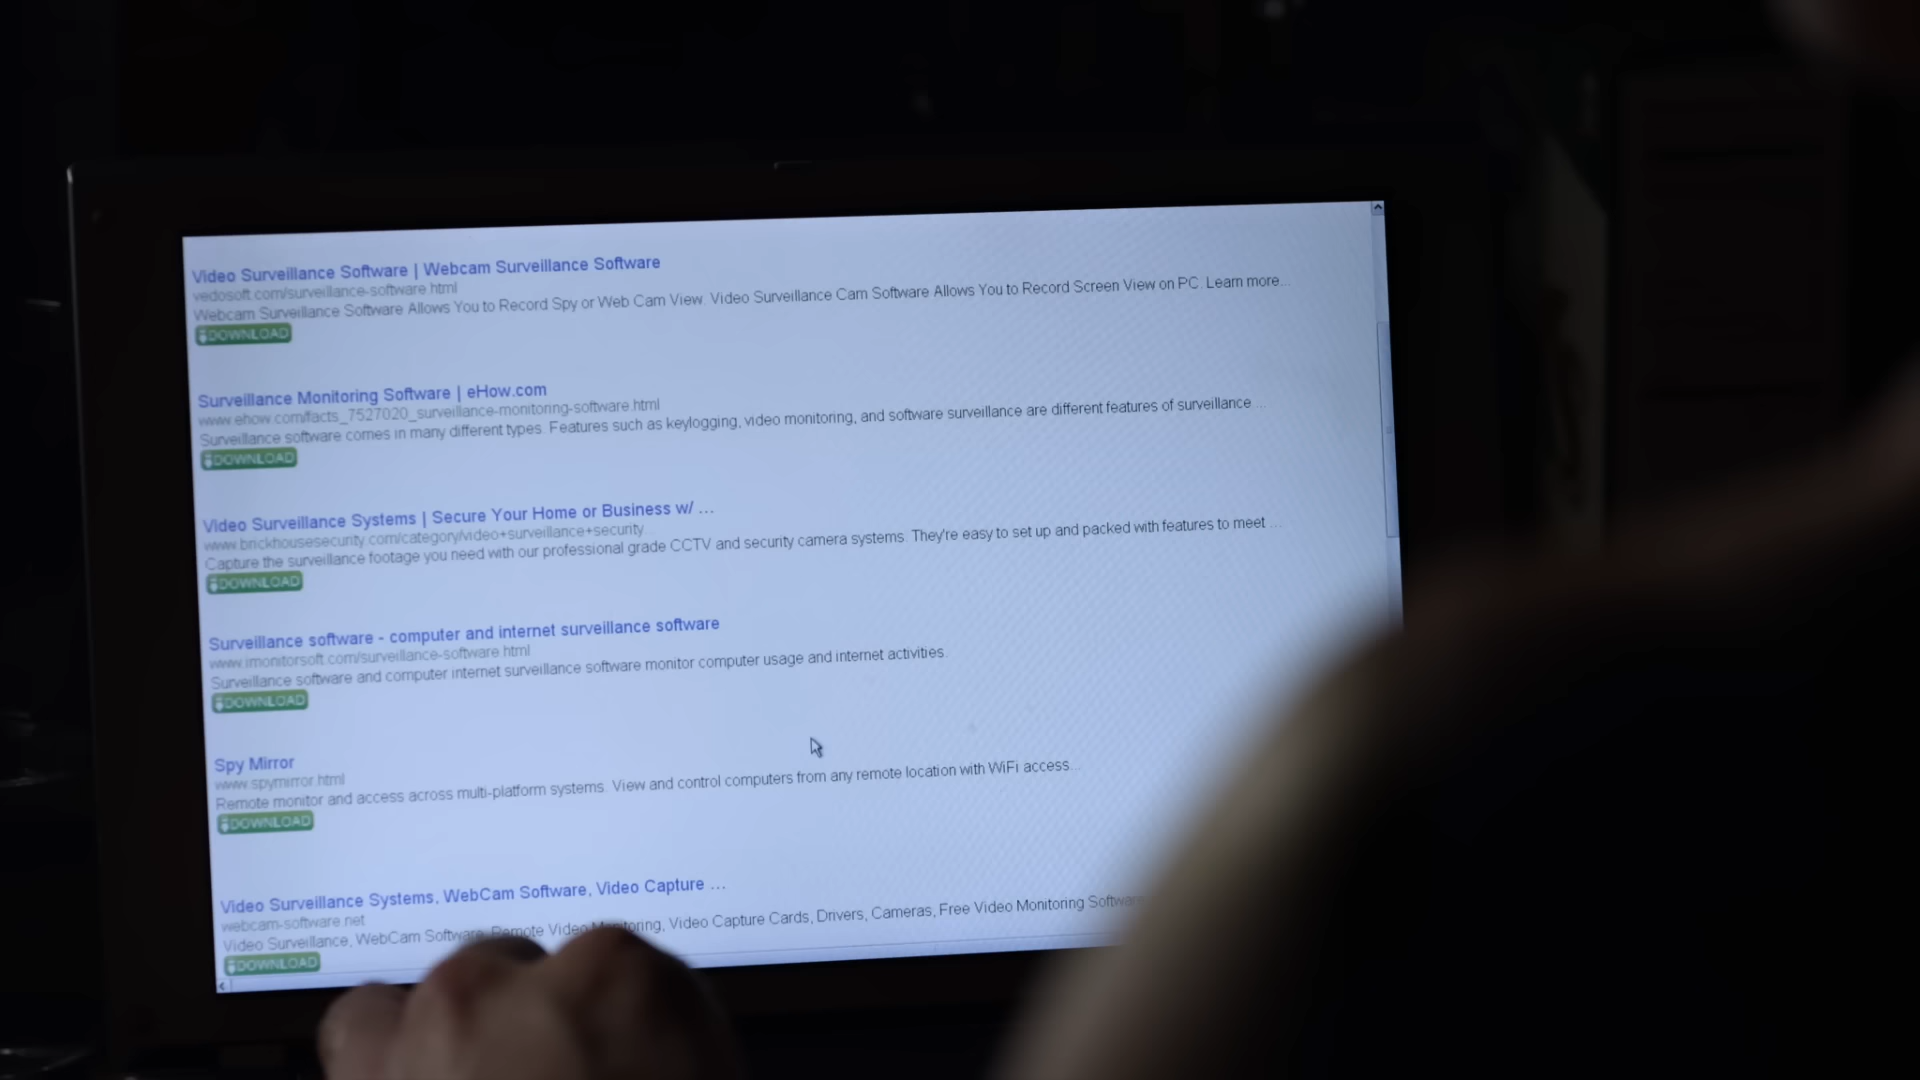 Video Surveillance Software | Webcam Surveillance Software
vedosoft.com/surveillance-software.html
Webcam Surveillance Software Allows You to Record Spy or Web Cam View. Video Surveillance Cam Software Allows You to Record Screen View on PC. Learn more...
DOWNLOAD
Surveillance Monitoring Software | eHow.com
www.ehow.com/facts_7527020_surveillance-monitoring-software.html
Surveillance software comes in many different types. Features such as keylogging, video monitoring, and software surveillance are different features of surveillance ...
DOWNLOAD
Video Surveillance Systems | Secure Your Home or Business w/ ...
www.brickhousesecurity.com/category/video+surveillance+security...
Capture the surveillance footage you need with our professional grade CCTV and security camera systems. They're easy to set up and packed with features to meet ...
DOWNLOAD
Surveillance software - computer and internet surveillance software
www.imonitorsoft.com/surveillance-software.html
Surveillance software and computer internet surveillance software monitor computer usage and internet activities.
DOWNLOAD
Spy Mirror
www.spymirror.html
Remote monitor and access across multi-platform systems. View and control computers from any remote location with WiFi access...
DOWNLOAD
Video Surveillance Systems, WebCam Software, Video Capture ...
webcam-software.net
Video Surveillance, WebCam Software, Remote Video Monitoring, Video Capture Cards, Drivers, Cameras, Free Video Monitoring Software
DOWNLOAD